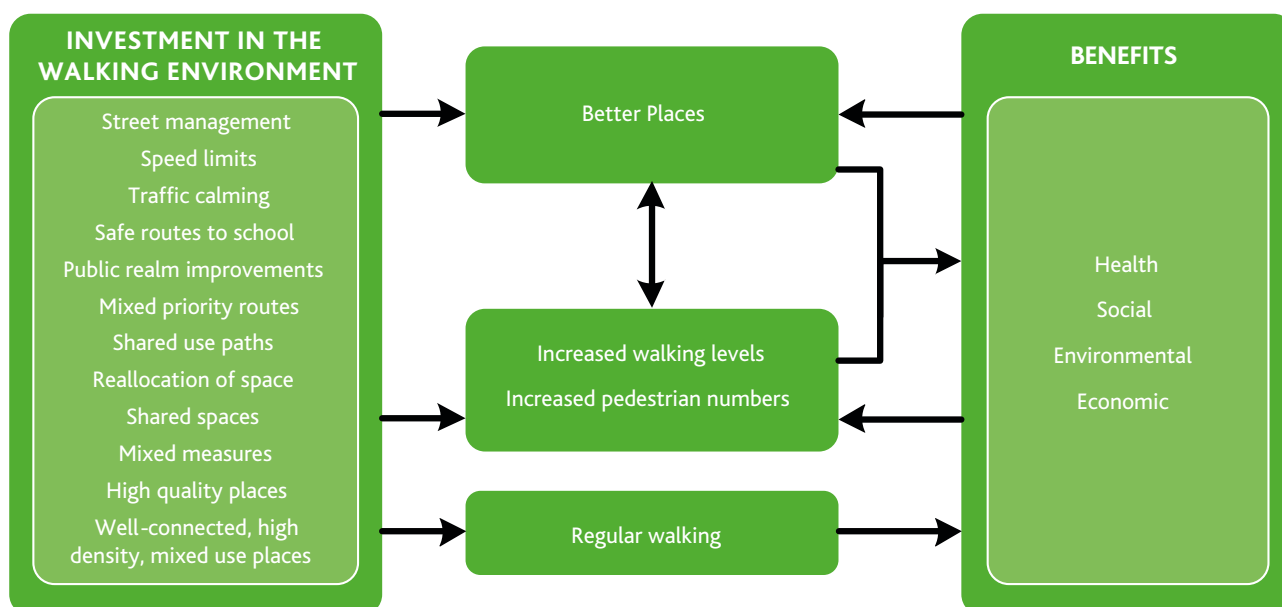 INVESTMENT IN THE
WALKING ENVIRONMENT
Street management
Speed limits
Traffic calming
Safe routes to school
Public realm improvements
Mixed priority routes
Shared use paths
Reallocation of space
Shared spaces
Mixed measures
High quality places
Well-connected, high
density, mixed use places
Better Places
Increased walking levels
Increased pedestrian numbers
Regular walking
BENEFITS
Health
Social
Environmental
Economic